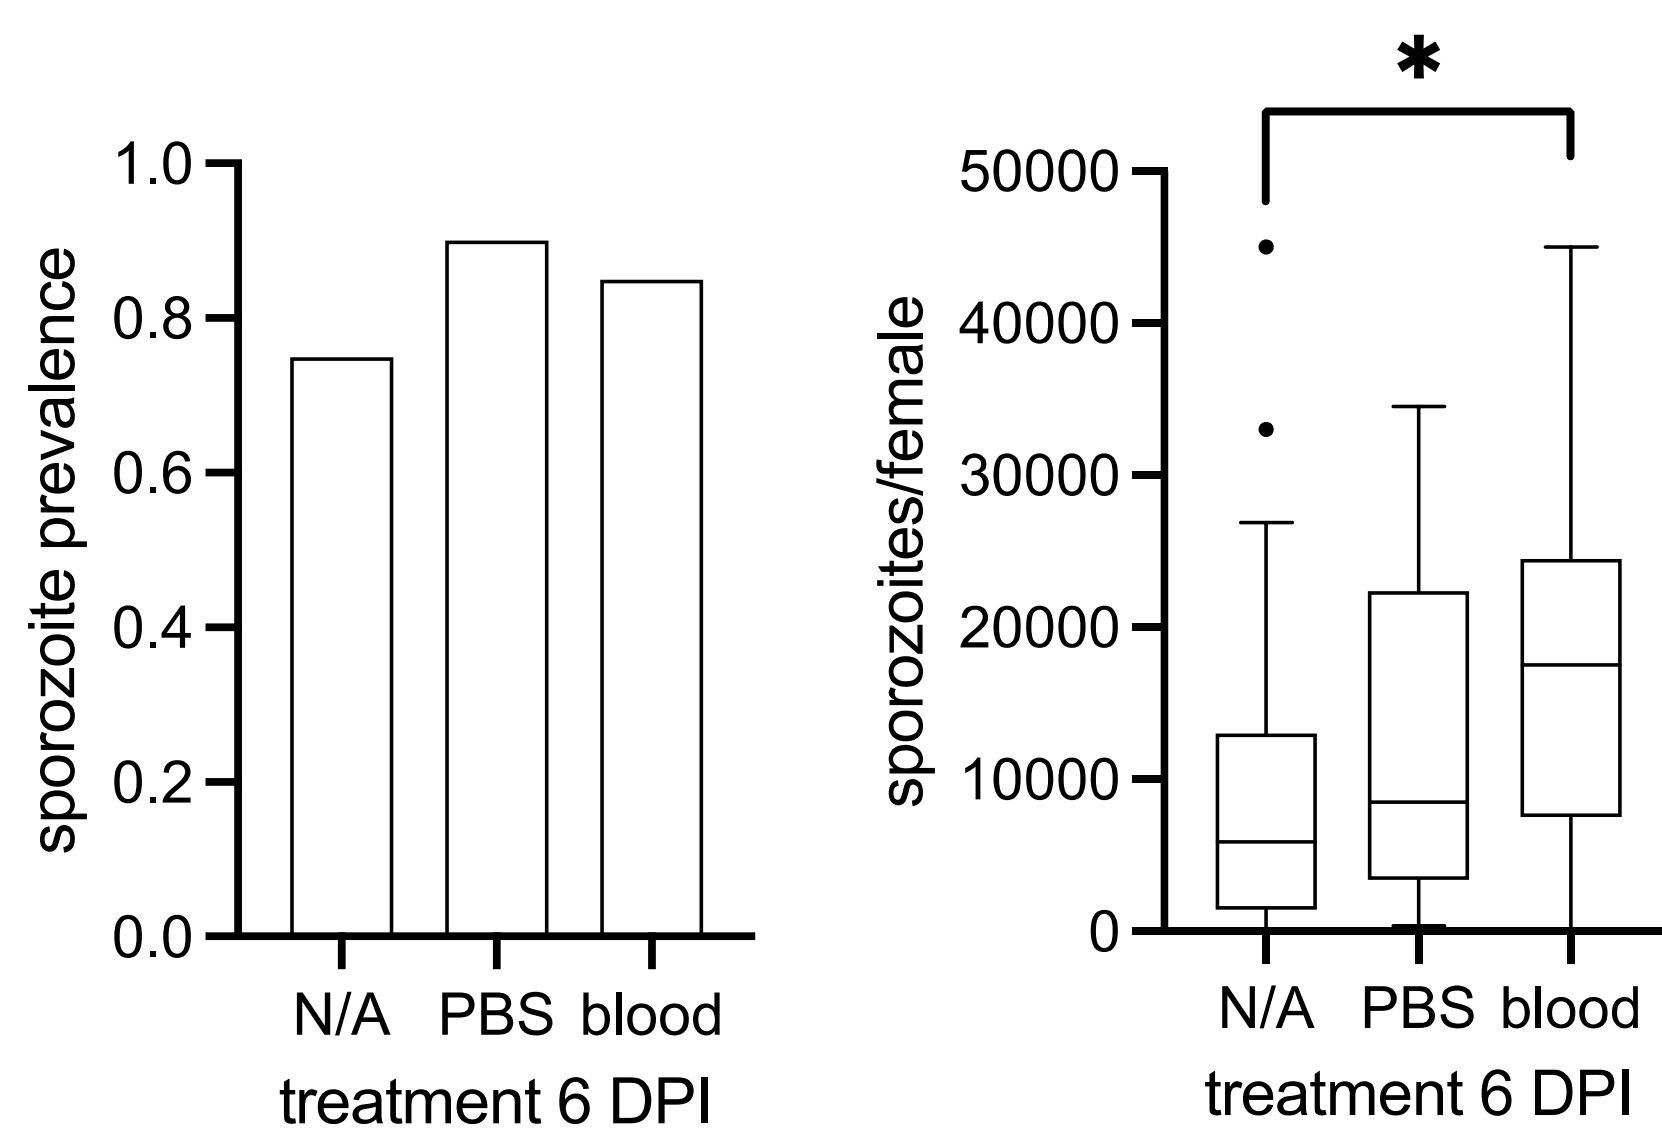 sporozoite prevalence
1.0
0.8
0.6
0.4
0.2
0.0
N/A PBS blood
treatment 6 DPI
*
sporozoites/female
50000
40000
30000
20000
10000
0
N/A PBS blood
treatment 6 DPI